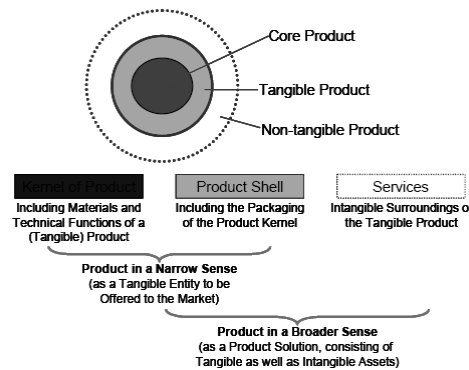 Core Product
Tangible Product
Non-tangible Product
Kernel of Product
Product Shell
Services
Including Materials and
Technical Functions of a
(Tangible) Product
Including the Packaging
of the Product Kernel
Intangible Surroundings o
the Tangible Product
Product in a Narrow Sense
(as a Tangible Entity to be
Offered to the Market)
Product in a Broader Sense
(as a Product Solution, consisting of
Tangible as well as Intangible Assets)